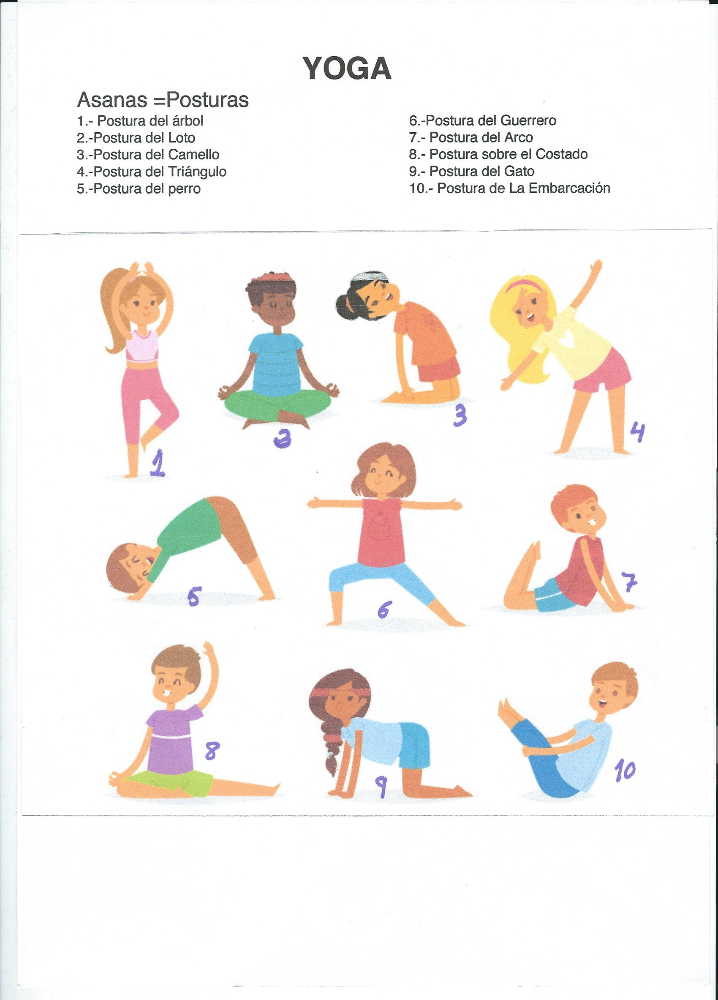 YOGA
Asanas =Posturas
1.- Postura del árbol
2.-Postura del Loto
3.-Postura del Camello
4.-Postura del Triángulo
5.-Postura del perro
6.-Postura del Guerrero
7.- Postura del Arco
8.- Postura sobre el Costado
9.- Postura del Gato
10.- Postura de La Embarcación
1
2
3
4
5
6
7
8
9
10